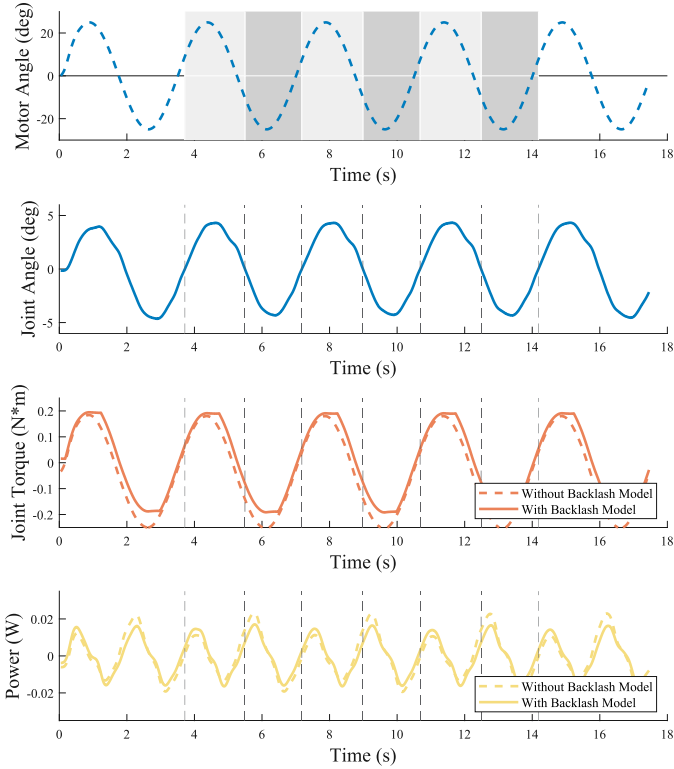 Motor Angle (deg)
20
0
-20
0 2 4 6 8 10 12 14 16 18
Time (s)
Joint Angle (deg)
5
0
-5
0 2 4 6 8 10 12 14 16 18
Time (s)
Joint Torque (N*m)
0.2
0.1
0
-0.1
-0.2
Without Backlash Model
With Backlash Model
0 2 4 6 8 10 12 14 16 18
Time (s)
Power (W)
0.02
0
-0.02
Without Backlash Model
With Backlash Model
0 2 4 6 8 10 12 14 16 18
Time (s)